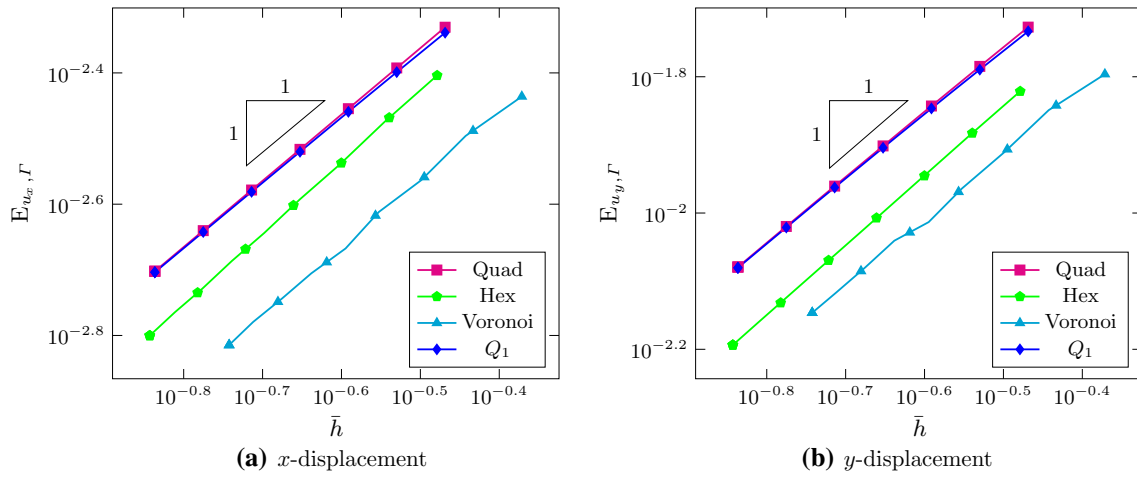 10^{-2.4}
10^{-2.6}
10^{-2.8}
E_{u_x, Γ}
1
1
Quad
Hex
Voronoi
Q_1
10^{-0.8} 10^{-0.7} 10^{-0.6} 10^{-0.5} 10^{-0.4}
h̄
(a) x-displacement
10^{-1.8}
10^{-2}
10^{-2.2}
E_{u_y, Γ}
1
1
Quad
Hex
Voronoi
Q_1
10^{-0.8} 10^{-0.7} 10^{-0.6} 10^{-0.5} 10^{-0.4}
h̄
(b) y-displacement